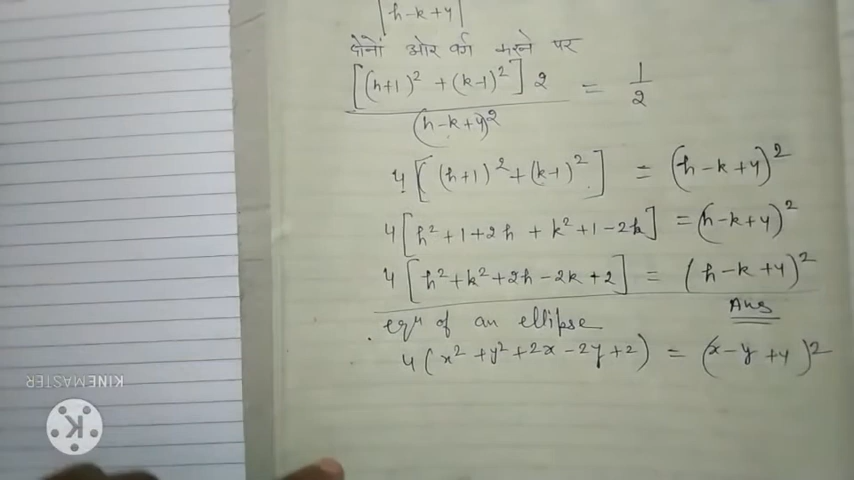 |h-k+4|
दोनों ओर वर्ग करने पर
[(h+1)² + (k-1)²] 2 / (h-k+4)² = 1/2
4[(h+1)² + (k-1)²] = (h-k+4)²
4[h² + 1 + 2h + k² + 1 - 2k] = (h-k+4)²
4[h² + k² + 2h - 2k + 2] = (h-k+4)²
Ans
eqⁿ of an ellipse
4(x² + y² + 2x - 2y + 2) = (x - y + 4)²
KINEMASTER
K